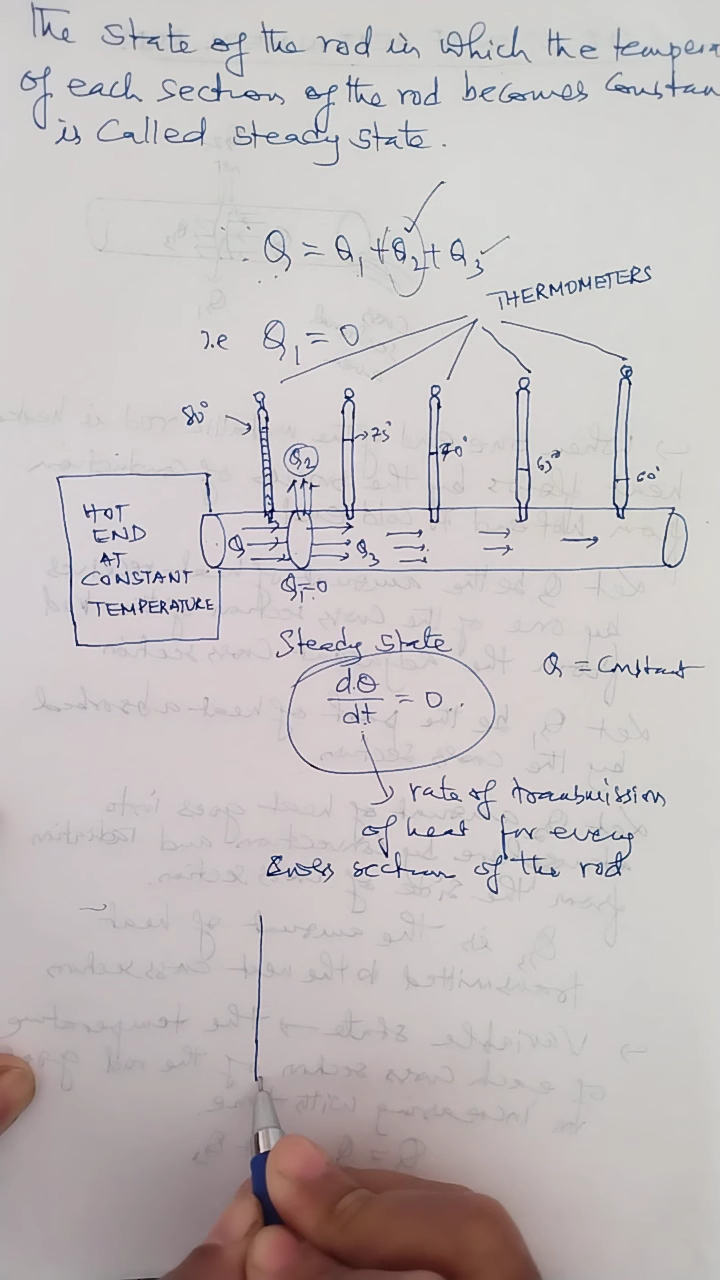 The state of the rod in which the tempera
of each section of the rod becomes Constan
is Called steady state.
∴ Q = Q₁ + Q₂ + Q₃
THERMOMETERS
i.e Q₁ = 0
80°
75°
70°
65°
60°
Q₂
HOT
END
AT
CONSTANT
TEMPERATURE
Q
Q₃
Q₁=0
Steady state
Q = Constant
dθ/dt = 0
rate of transmission
of heat for every
Cross section of the rod